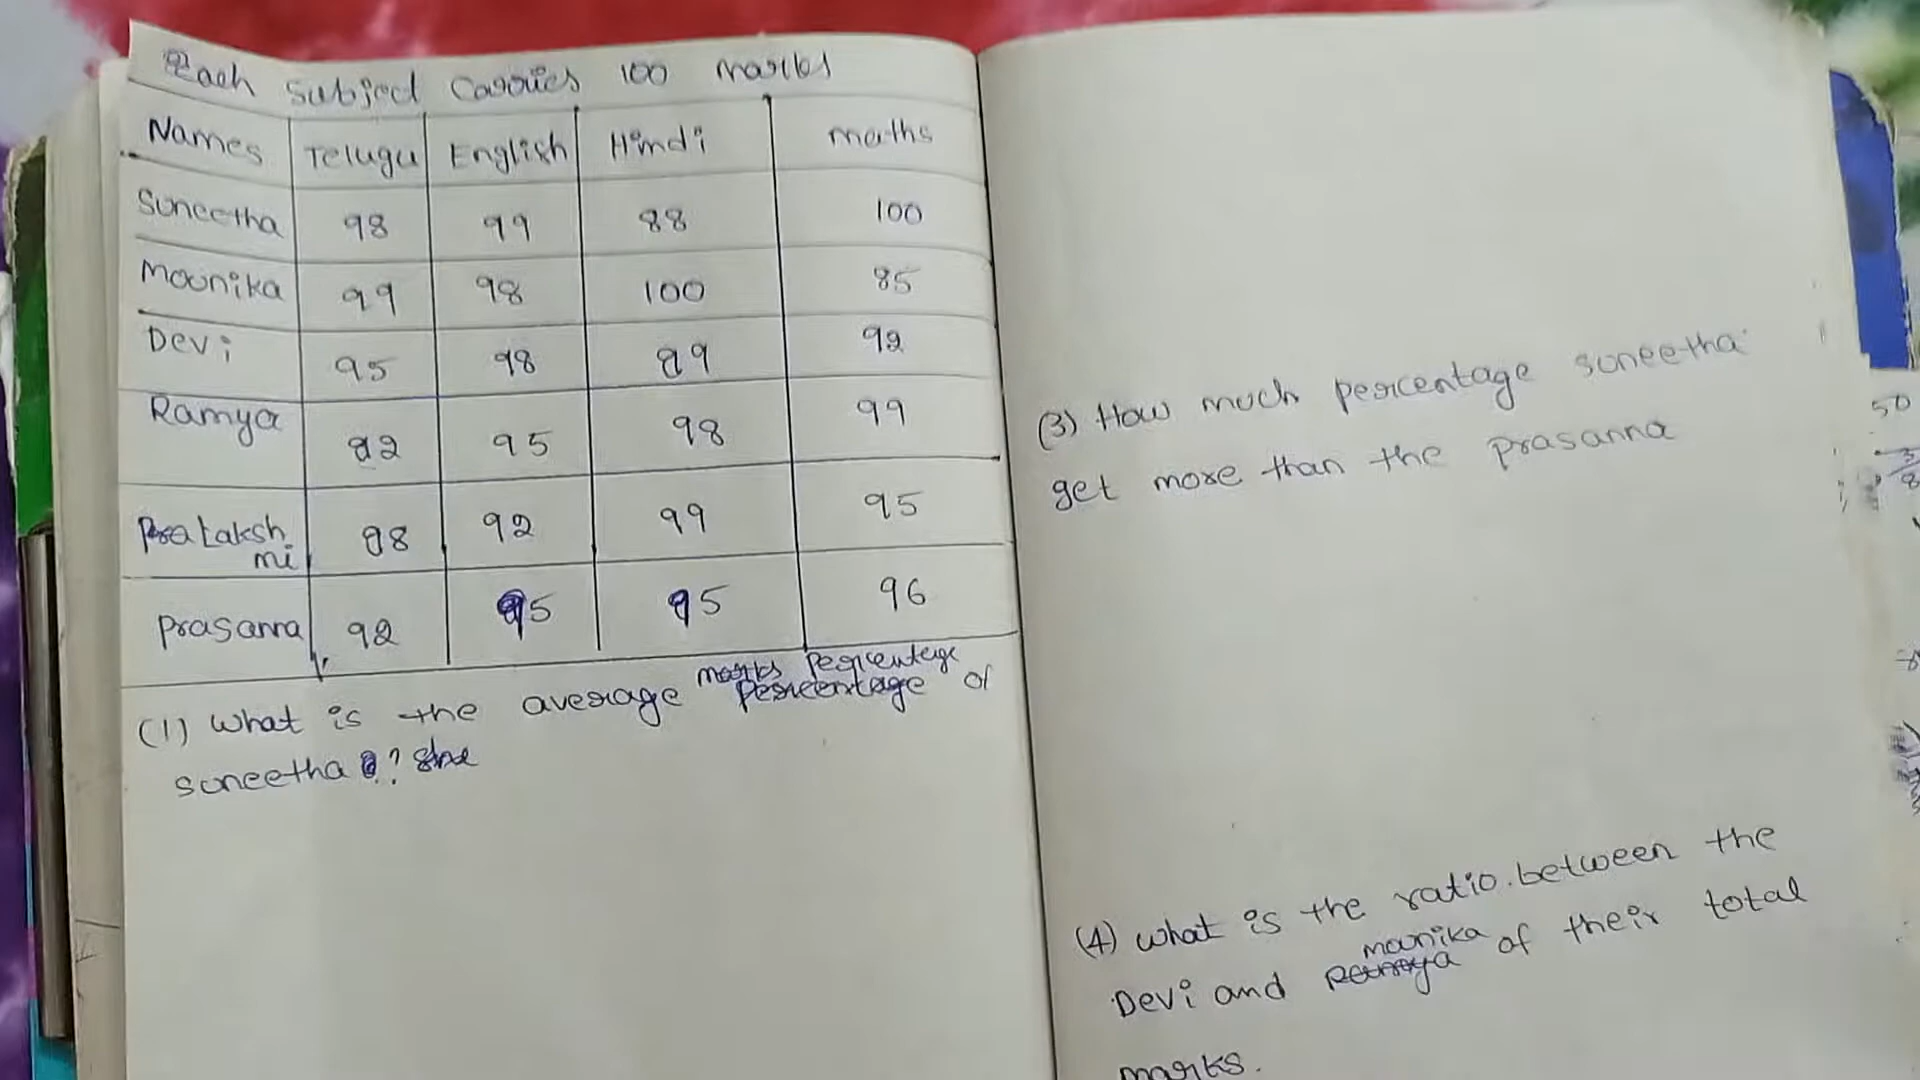 Each Subject Carries 100 marks
Names Telugu English Hindi maths
Suneetha 98 99 88 100
Mounika 99 98 100 85
Devi 95 98 89 92
Ramya 92 95 98 99
Lakshmi 98 92 99 95
prasanna 92 95 95 96
marks percentage
(1) What is the average percentage of
suneetha ? she
(3) How much percentage suneetha
get more than the prasanna
(4) what is the ratio.between the
mounika
Devi and of their total
marks.
50